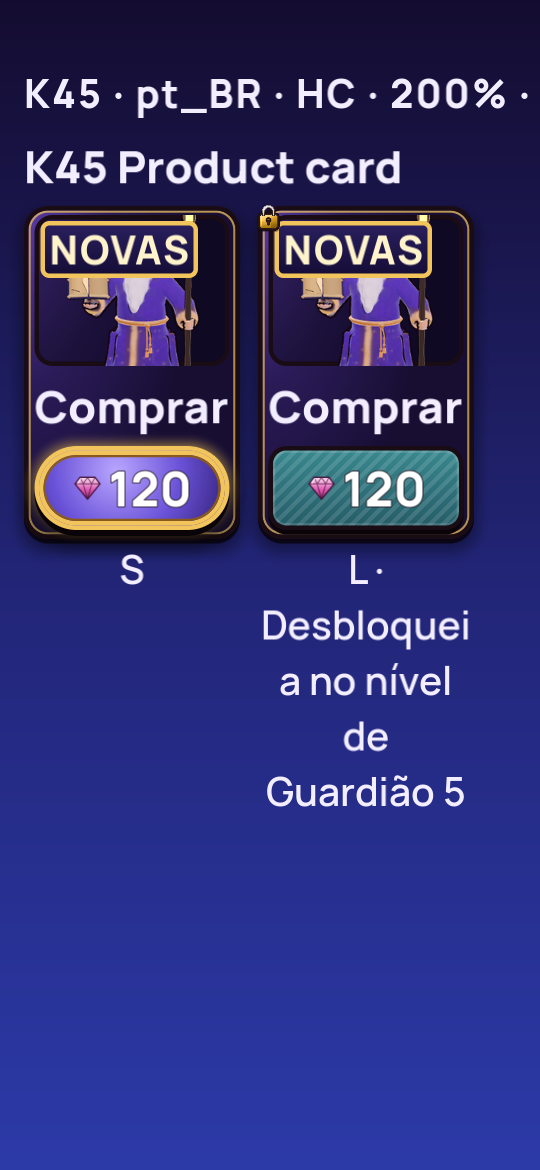 K45 · pt_BR · HC · 200% ·
K45 Product card
NOVAS
NOVAS
Comprar
Comprar
120
120
S
L ·
Desbloquei
a no nível
de
Guardião 5